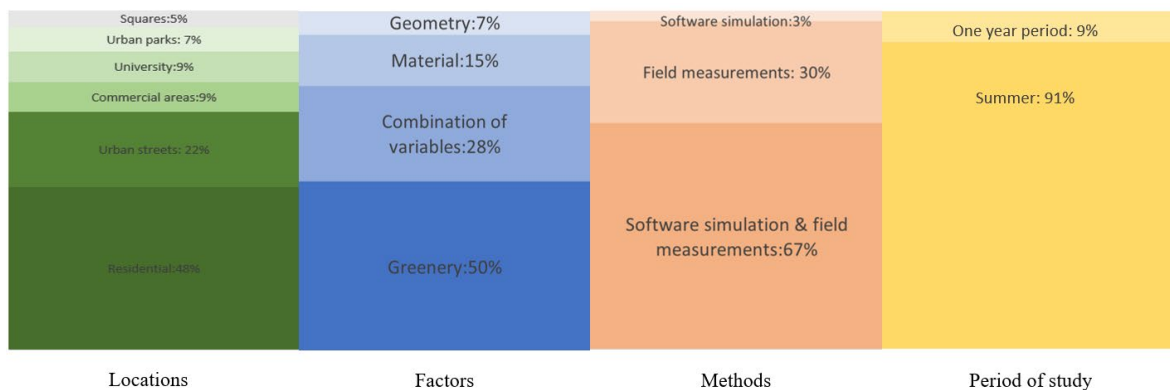 Squares:5%
Urban parks: 7%
University:9%
Commercial areas:9%
Urban streets: 22%
Residential:48%
Locations
Geometry:7%
Material:15%
Combination of
variables:28%
Greenery:50%
Factors
Software simulation:3%
Field measurements: 30%
Software simulation & field
measurements:67%
Methods
One year period: 9%
Summer: 91%
Period of study